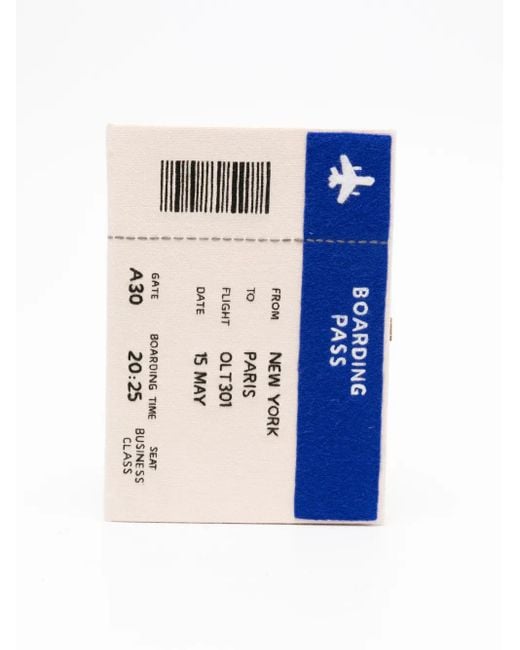 BOARDING
PASS
FROM NEW YORK
TO PARIS
FLIGHT OLT301
DATE 15 MAY
GATE BOARDING TIME SEAT
A30 20:25 BUSINESS
CLASS